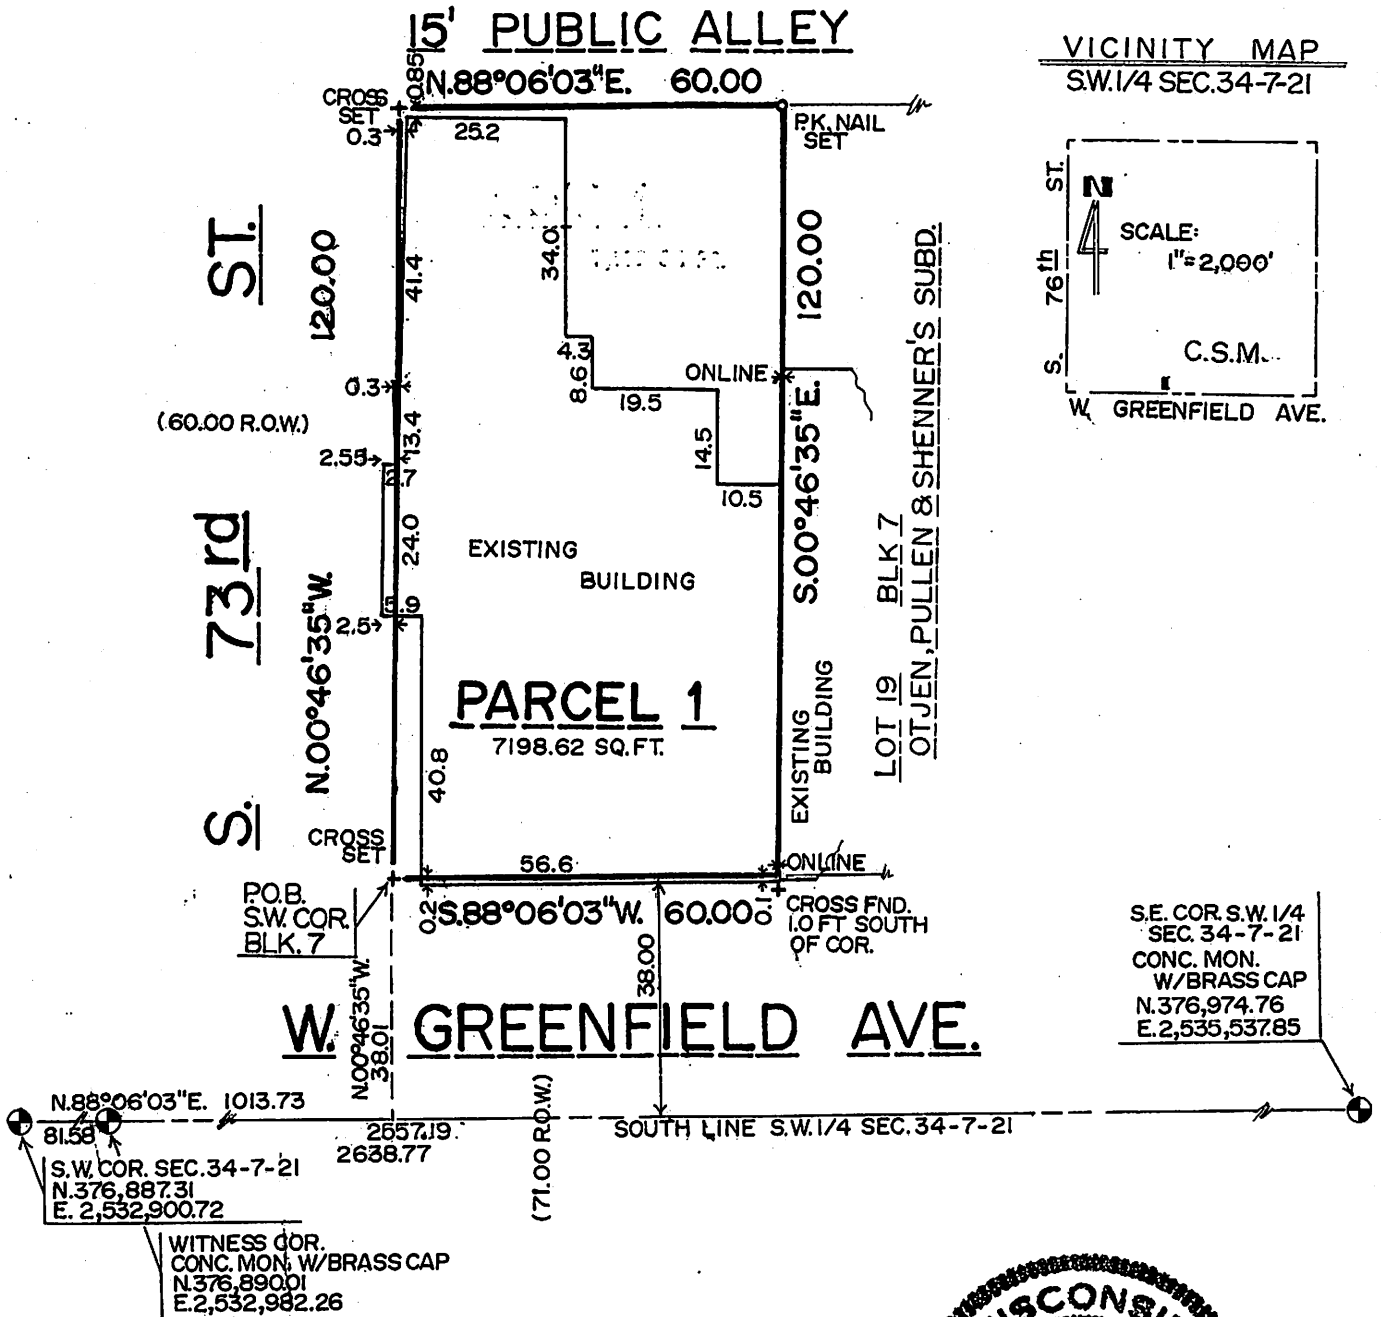 15' PUBLIC ALLEY
N.88°06'03"E. 60.00
0.85
CROSS
SET
0.3
25.2
P.K. NAIL
SET
VICINITY MAP
S.W.1/4 SEC.34-7-21
S. 76th ST.
N
SCALE:
1"=2,000'
C.S.M.
W. GREENFIELD AVE.
S. 73rd ST.
(60.00 R.O.W.)
120.00
N.00°46'35"W.
41.4
34.0
4.3
8.6
19.5
14.5
10.5
ONLINE
120.00
S.00°46'35"E.
0.3
13.4
2.55
2.7
24.0
5.9
2.5
40.8
EXISTING
BUILDING
PARCEL 1
7198.62 SQ.FT.
EXISTING
BUILDING
LOT 19 BLK 7
OTJEN, PULLEN & SHENNER'S SUBD.
CROSS
SET
56.6
ONLINE
P.O.B.
S.W. COR.
BLK. 7
0.2
S.88°06'03"W. 60.00
0.1
CROSS FND.
1.0 FT SOUTH
OF COR.
38.00
N.00°46'35"W.
38.01
W. GREENFIELD AVE.
(71.00 R.O.W.)
S.E. COR. S.W.1/4
SEC. 34-7-21
CONC. MON.
W/BRASS CAP
N.376,974.76
E.2,535,537.85
N.88°06'03"E. 1013.73
81.58
2557.19
2638.77
SOUTH LINE S.W.1/4 SEC.34-7-21
S.W. COR. SEC.34-7-21
N.376,887.31
E. 2,532,900.72
WITNESS COR.
CONC. MON. W/BRASS CAP
N.376,890.01
E.2,532,982.26